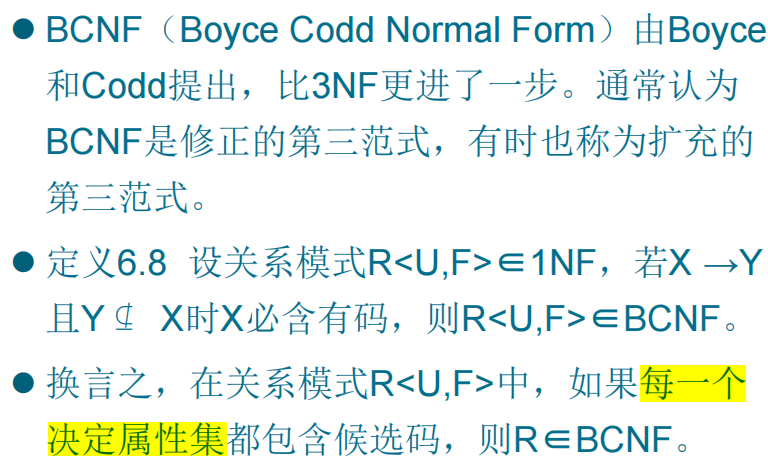 ● BCNF（Boyce Codd Normal Form）由Boyce
和Codd提出，比3NF更进了一步。通常认为
BCNF是修正的第三范式，有时也称为扩充的
第三范式。
● 定义6.8 设关系模式R<U,F>∈1NF，若X →Y
且Y ⊈ X时X必含有码，则R<U,F>∈BCNF。
● 换言之，在关系模式R<U,F>中，如果每一个
决定属性集都包含候选码，则R∈BCNF。